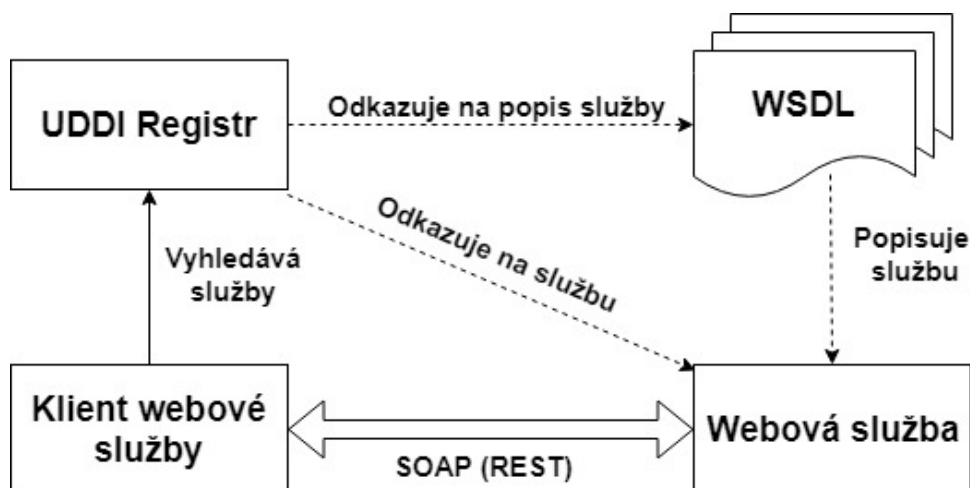 UDDI Registr
Odkazuje na popis služby
WSDL
Odkazuje na službu
Vyhledává
služby
Popisuje
službu
Klient webové
služby
SOAP (REST)
Webová služba